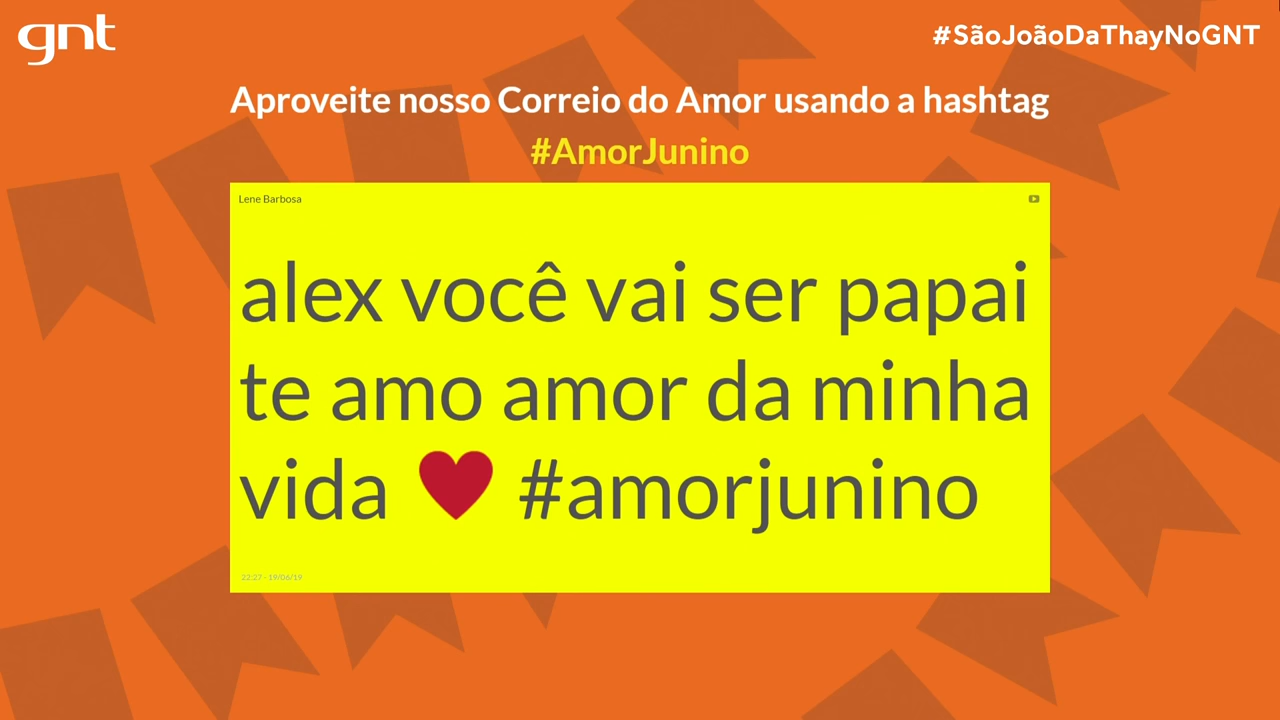 gnt
#SãoJoãoDaThayNoGNT
Aproveite nosso Correio do Amor usando a hashtag
#AmorJunino
Lene Barbosa
alex você vai ser papai
te amo amor da minha
vida ❤ #amorjunino
22:27 - 19/06/19